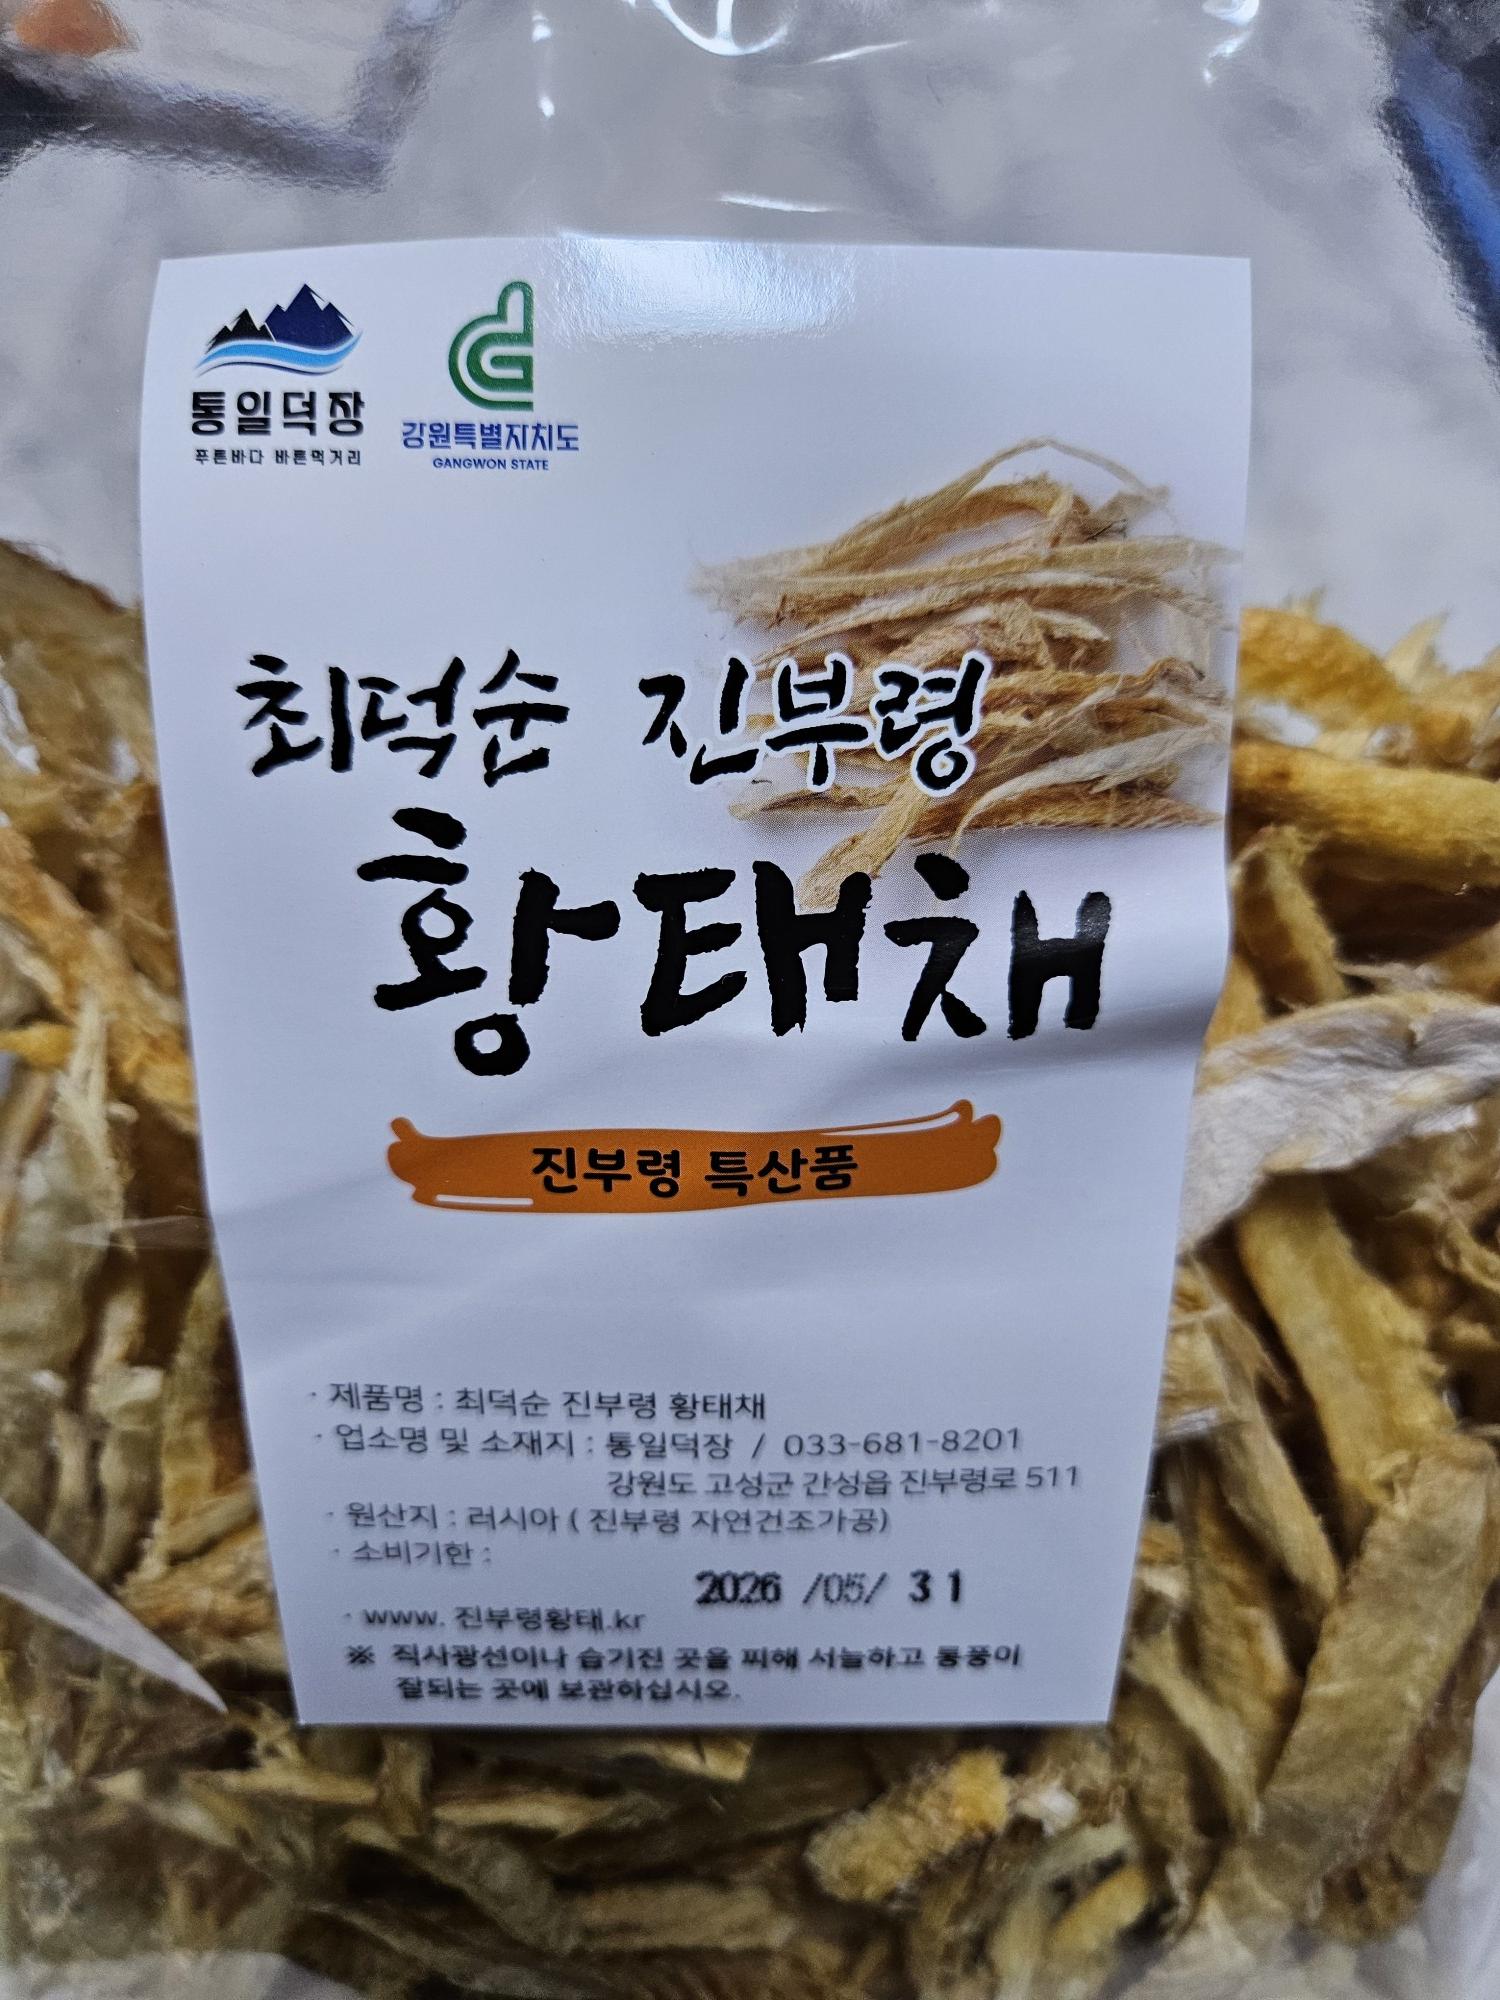 통일덕장
푸른바다 바른먹거리
강원특별자치도
GANGWON STATE
최덕순 진부령
황태채
진부령 특산품
· 제품명 : 최덕순 진부령 황태채
· 업소명 및 소재지 : 통일덕장 / 033-681-8201
강원도 고성군 간성읍 진부령로 511
· 원산지 : 러시아 ( 진부령 자연건조가공)
· 소비기한 :
2026 /05/ 31
· www. 진부령황태.kr
※ 직사광선이나 습기진 곳을 피해 서늘하고 통풍이
잘되는 곳에 보관하십시오.